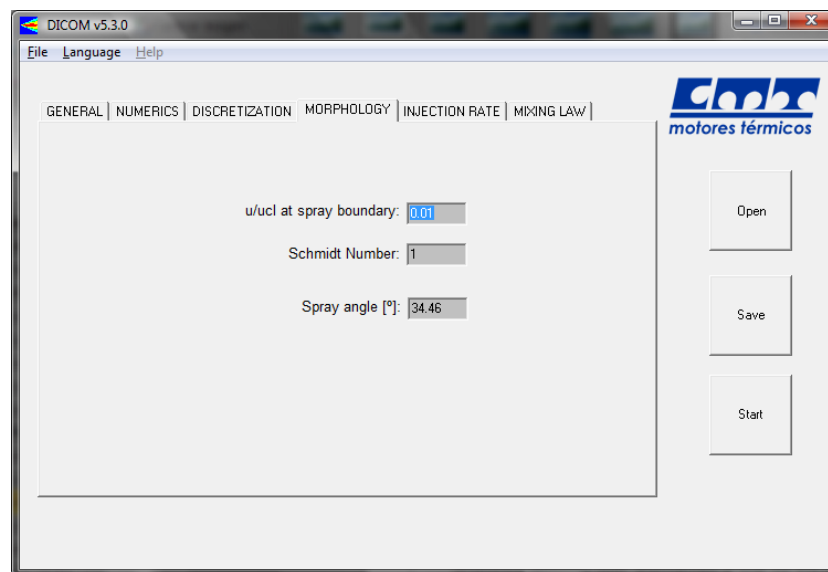 DICOM v5.3.0
File Language Help
GENERAL NUMERICS DISCRETIZATION MORPHOLOGY INJECTION RATE MIXING LAW
cmt
motores térmicos
u/ucl at spray boundary: 0.01
Open
Schmidt Number: 1
Spray angle [º]: 34.46
Save
Start